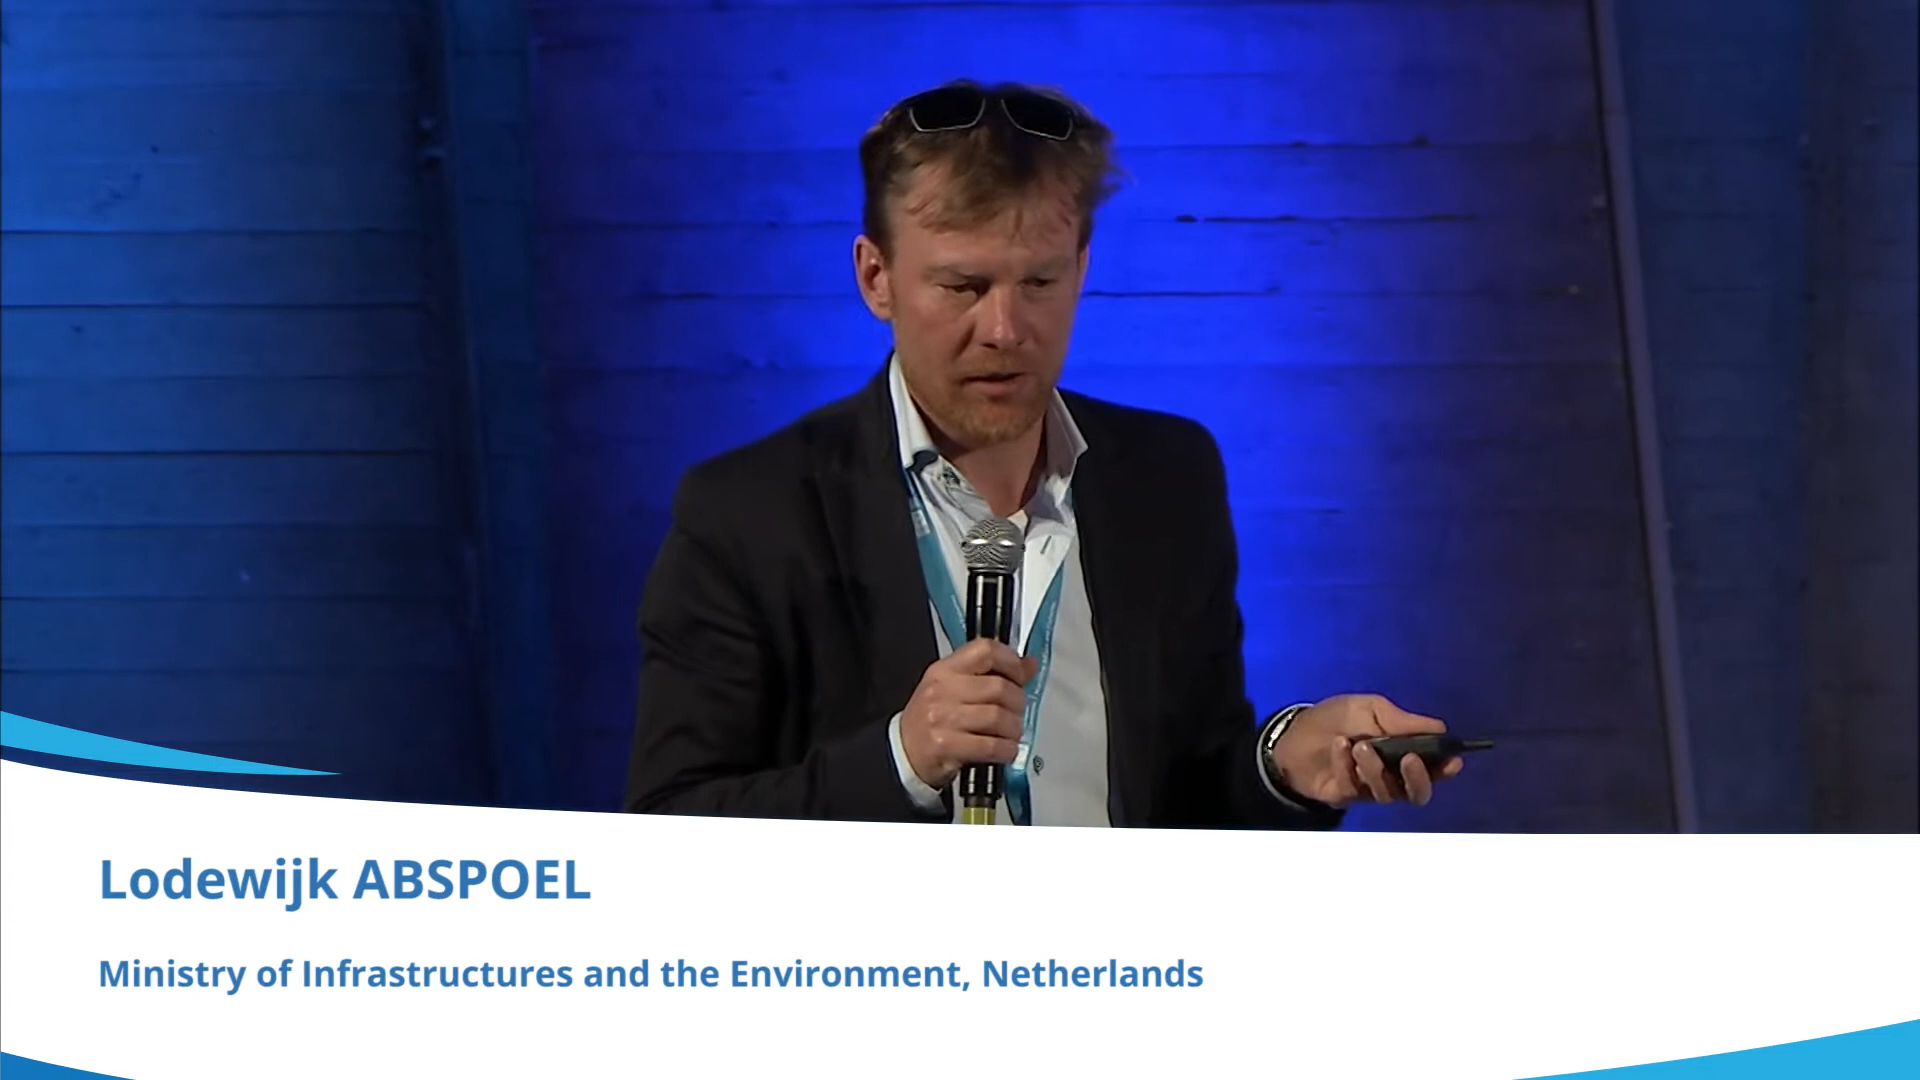 Lodewijk ABSPOEL
Ministry of Infrastructures and the Environment, Netherlands